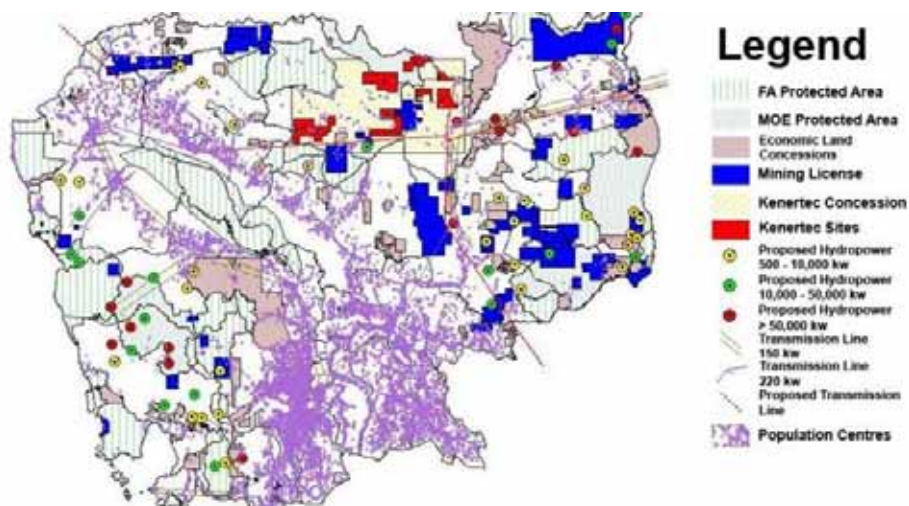 Legend
FA Protected Area
MOE Protected Area
Economic Land
Concessions
Mining License
Kenertec Concession
Kenertec Sites
Proposed Hydropower
500 - 10,000 kw
Proposed Hydropower
10,000 - 50,000 kw
Proposed Hydropower
> 50,000 kw
Transmission Line
150 kw
Transmission Line
220 kw
Proposed Transmission
Line
Population Centres